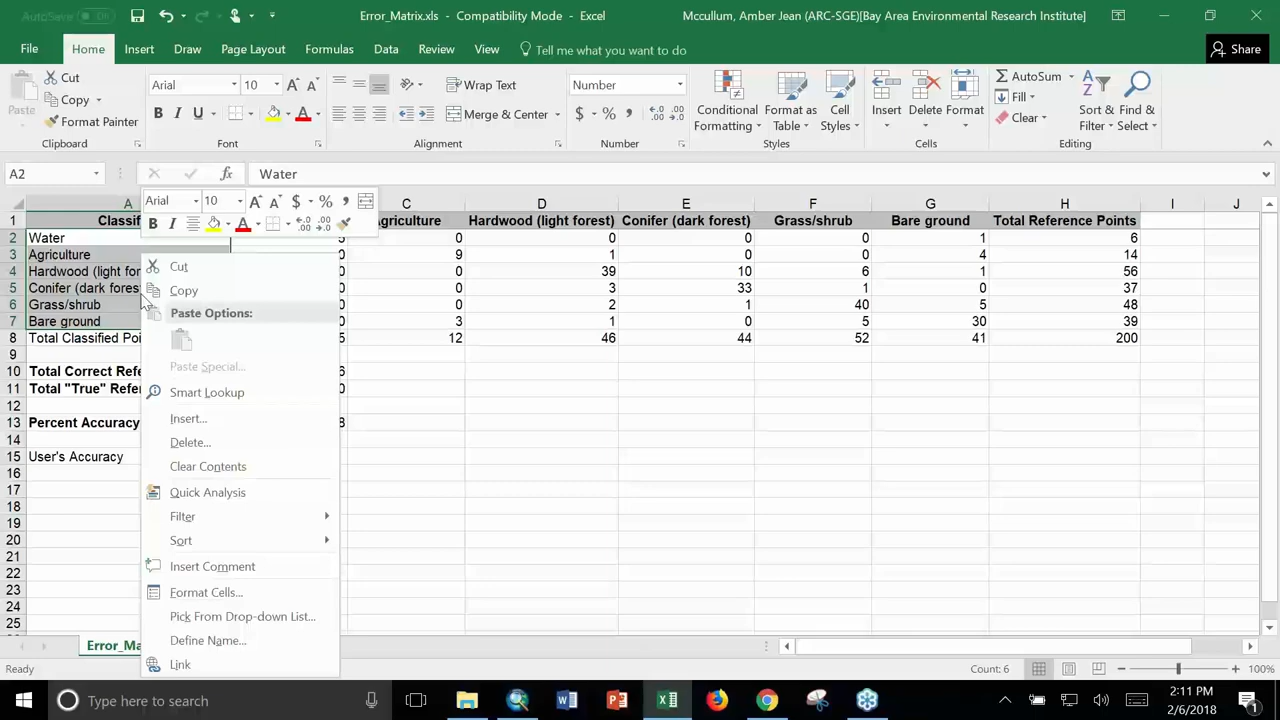 AutoSave Off
Error_Matrix.xls - Compatibility Mode - Excel
Mccullum, Amber Jean (ARC-SGE)[Bay Area Environmental Research Institute]
File Home Insert Draw Page Layout Formulas Data Review View Tell me what you want to do Share
Paste Cut Copy Format Painter
Arial 10 Wrap Text Merge & Center Number
Conditional Formatting Format as Table Cell Styles Insert Delete Format
AutoSum Fill Clear Sort & Filter Find & Select
Clipboard Font Alignment Number Styles Cells Editing
A2 fx Water
Arial 10 $ % ,
A C D E F G H I J
1 Classif griculture Hardwood (light forest) Conifer (dark forest) Grass/shrub Bare ground Total Reference Points
2 Water 5 0 0 0 0 1 6
3 Agriculture 0 9 1 0 0 4 14
4 Hardwood (light for 0 0 39 10 6 1 56
5 Conifer (dark fores 0 0 3 33 1 0 37
6 Grass/shrub 0 0 2 1 40 5 48
7 Bare ground 0 3 1 0 5 30 39
8 Total Classified Poi 5 12 46 44 52 41 200
9
10 Total Correct Refe 6
11 Total "True" Refer 0
12
13 Percent Accuracy 8
14
15 User's Accuracy
16
17
18
19
20
21
22
23
24
25
Cut
Copy
Paste Options:
Paste Special...
Smart Lookup
Insert...
Delete...
Clear Contents
Quick Analysis
Filter
Sort
Insert Comment
Format Cells...
Pick From Drop-down List...
Define Name...
Link
Error_Ma
Ready Count: 6 100%
Type here to search
2:11 PM
2/6/2018
1